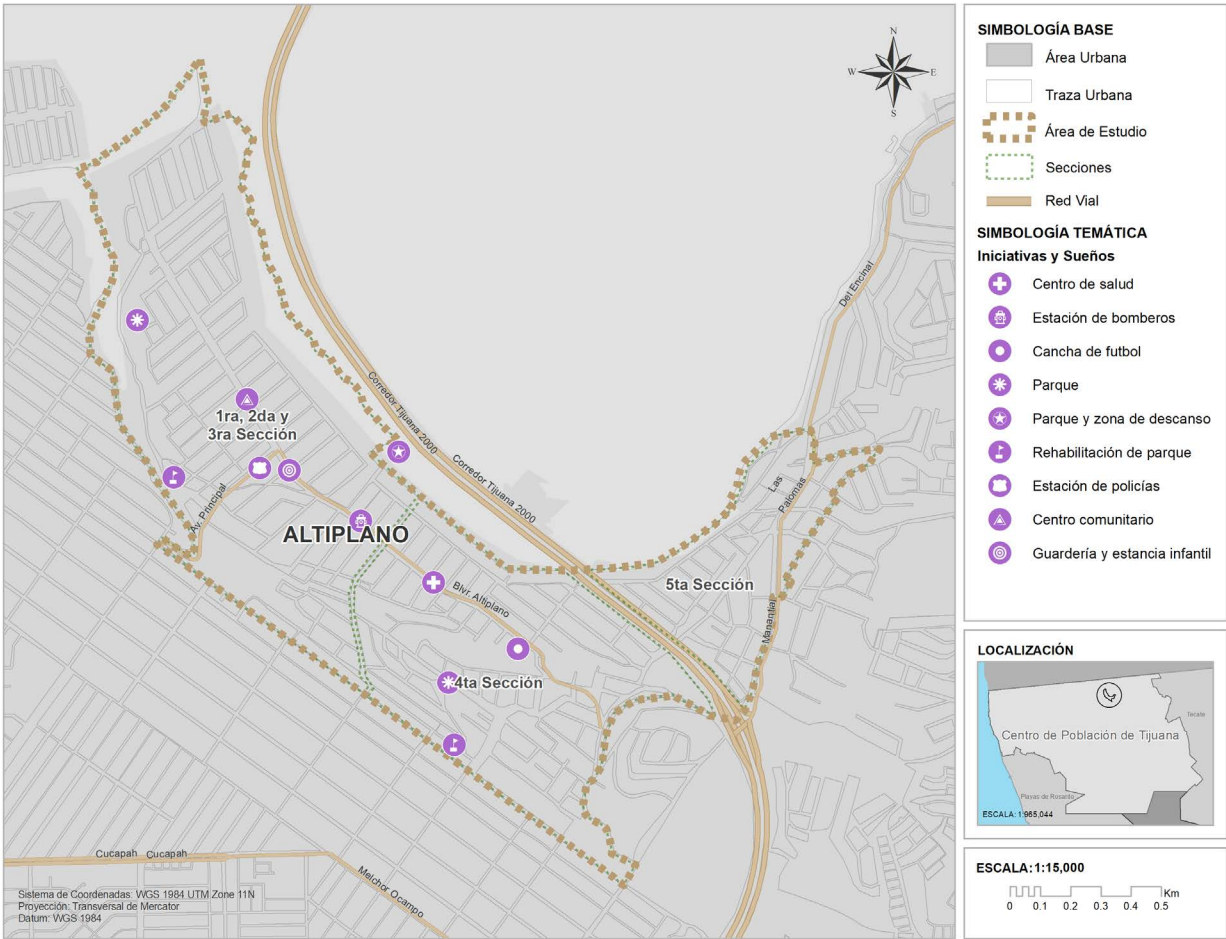 N
W
E
S
Del Encinal
Corredor Tijuana 2000
Corredor Tijuana 2000
1ra, 2da y
3ra Sección
Av. Principal
ALTIPLANO
Blvr. Altiplano
Las
Palomas
5ta Sección
Manantial
4ta Sección
Cucapah
Cucapah
Melchor Ocampo
Sistema de Coordenadas: WGS 1984 UTM Zone 11N
Proyección: Transversal de Mercator
Datum: WGS 1984
SIMBOLOGÍA BASE
Área Urbana
Traza Urbana
Área de Estudio
Secciones
Red Vial
SIMBOLOGÍA TEMÁTICA
Iniciativas y Sueños
Centro de salud
Estación de bomberos
Cancha de futbol
Parque
Parque y zona de descanso
Rehabilitación de parque
Estación de policías
Centro comunitario
Guardería y estancia infantil
LOCALIZACIÓN
Tecate
Centro de Población de Tijuana
Playas de Rosarito
ESCALA: 1:965,044
ESCALA: 1:15,000
Km
0 0.1 0.2 0.3 0.4 0.5